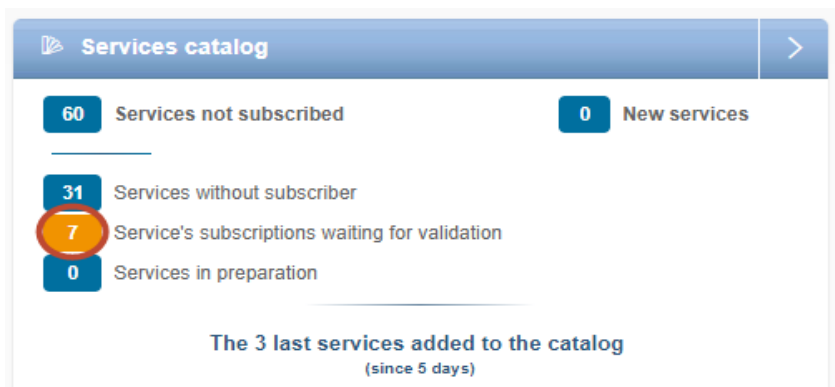 Services catalog
60 Services not subscribed 0 New services
31 Services without subscriber
7 Service's subscriptions waiting for validation
0 Services in preparation
The 3 last services added to the catalog
(since 5 days)